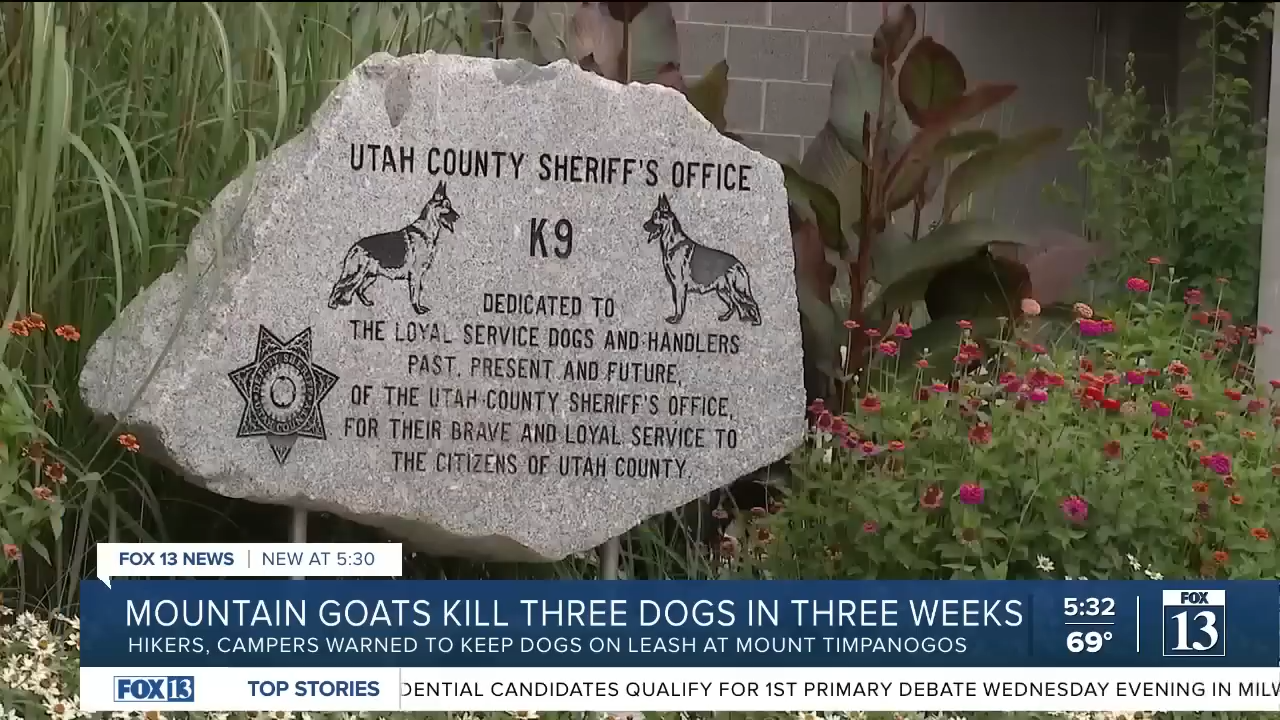 UTAH COUNTY SHERIFF'S OFFICE
K9
DEDICATED TO
THE LOYAL SERVICE DOGS AND HANDLERS
PAST, PRESENT AND FUTURE,
OF THE UTAH COUNTY SHERIFF'S OFFICE,
FOR THEIR BRAVE AND LOYAL SERVICE TO
THE CITIZENS OF UTAH COUNTY.
DEPUTY SHERIFF
FOX 13 NEWS | NEW AT 5:30
MOUNTAIN GOATS KILL THREE DOGS IN THREE WEEKS
HIKERS, CAMPERS WARNED TO KEEP DOGS ON LEASH AT MOUNT TIMPANOGOS
5:32
69°
FOX
13
FOX 13 TOP STORIES DENTIAL CANDIDATES QUALIFY FOR 1ST PRIMARY DEBATE WEDNESDAY EVENING IN MILW